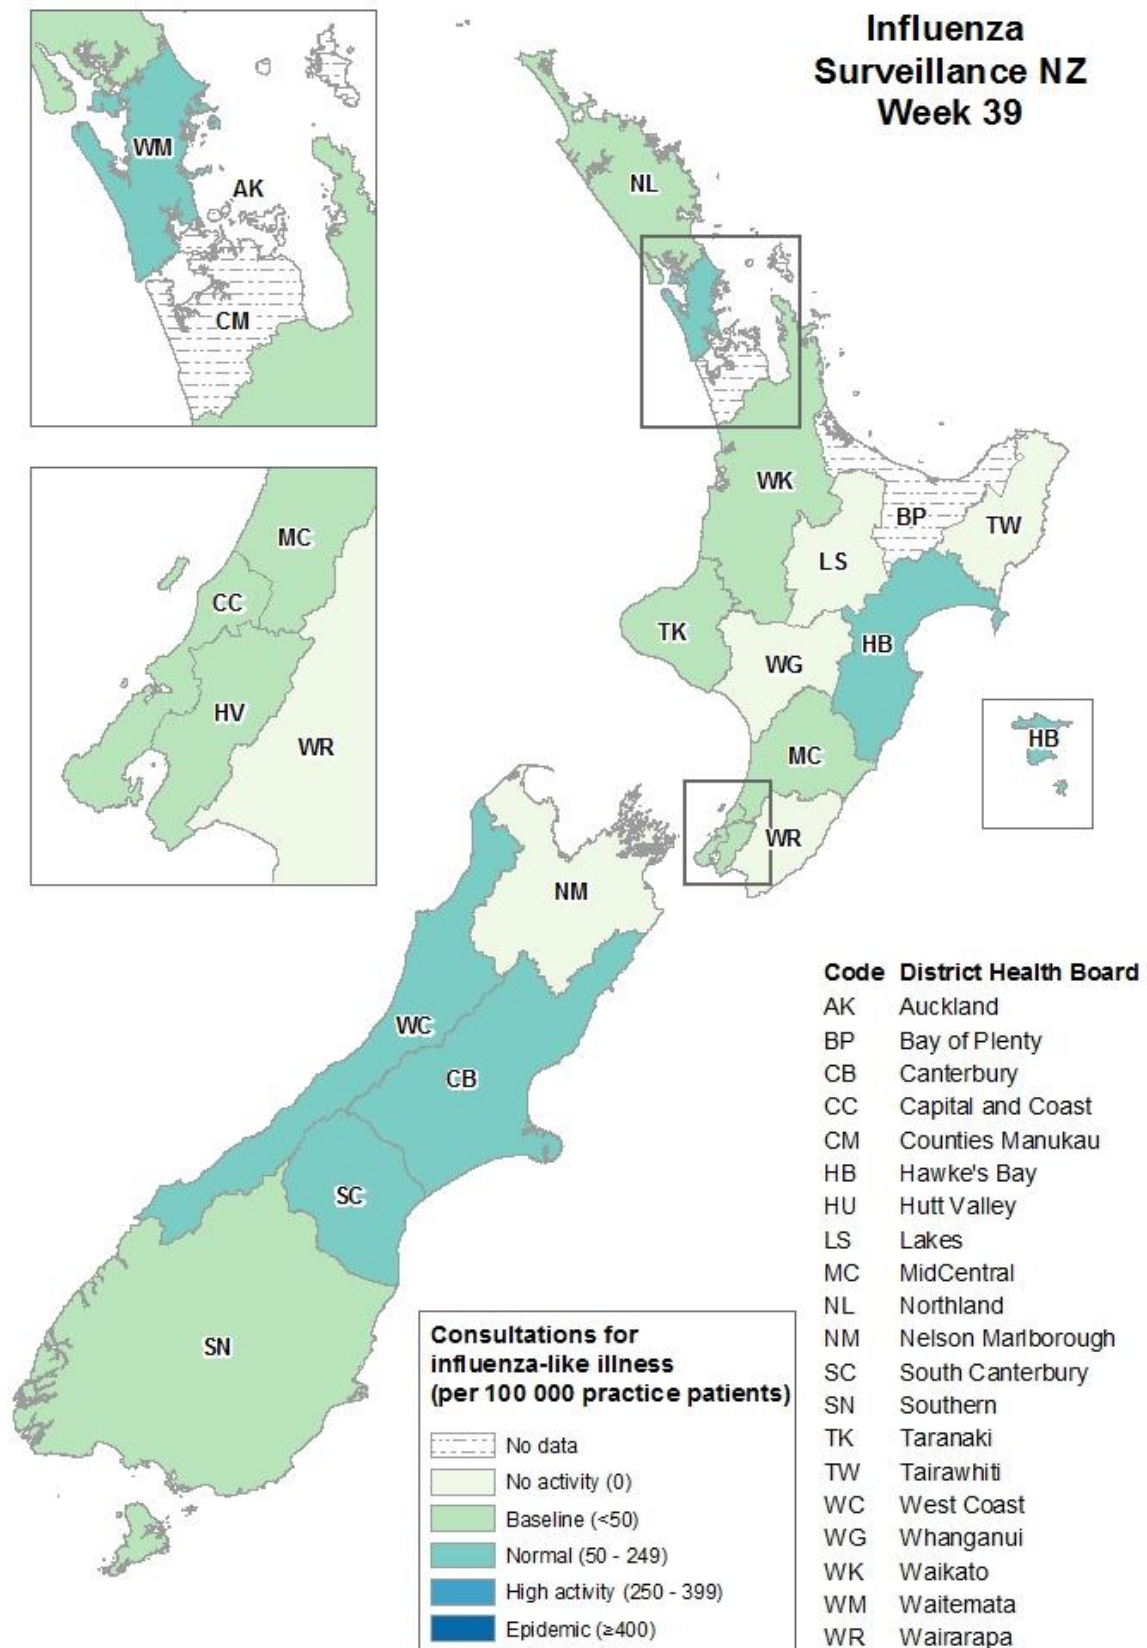 Influenza
Surveillance NZ
Week 39
WM
AK
CM
MC
CC
HV
WR
NL
WK
BP
TW
LS
TK
HB
WG
MC
HB
WR
NM
WC
CB
SC
SN
Code District Health Board
AK Auckland
BP Bay of Plenty
CB Canterbury
CC Capital and Coast
CM Counties Manukau
HB Hawke's Bay
HU Hutt Valley
LS Lakes
MC MidCentral
NL Northland
NM Nelson Marlborough
SC South Canterbury
SN Southern
TK Taranaki
TW Tairawhiti
WC West Coast
WG Whanganui
WK Waikato
WM Waitemata
WR Wairarapa
Consultations for
influenza-like illness
(per 100 000 practice patients)
No data
No activity (0)
Baseline (<50)
Normal (50 - 249)
High activity (250 - 399)
Epidemic (≥400)